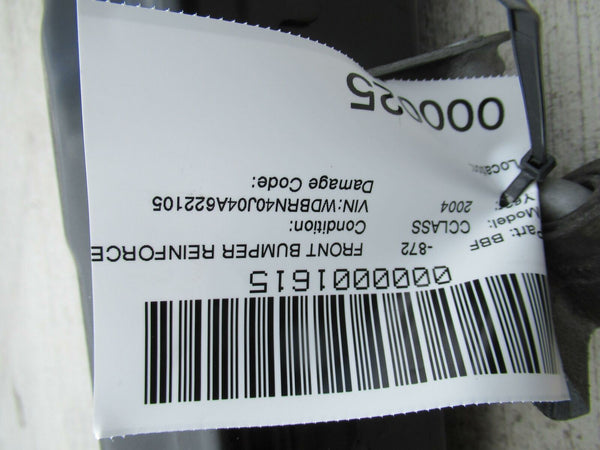 0000001615
Part: BBF -872 FRONT BUMPER REINFORCE
Model: CCLASS Condition:
Year: 2004 VIN:WDBRN40J04A622105
Damage Code:
Location:
000025